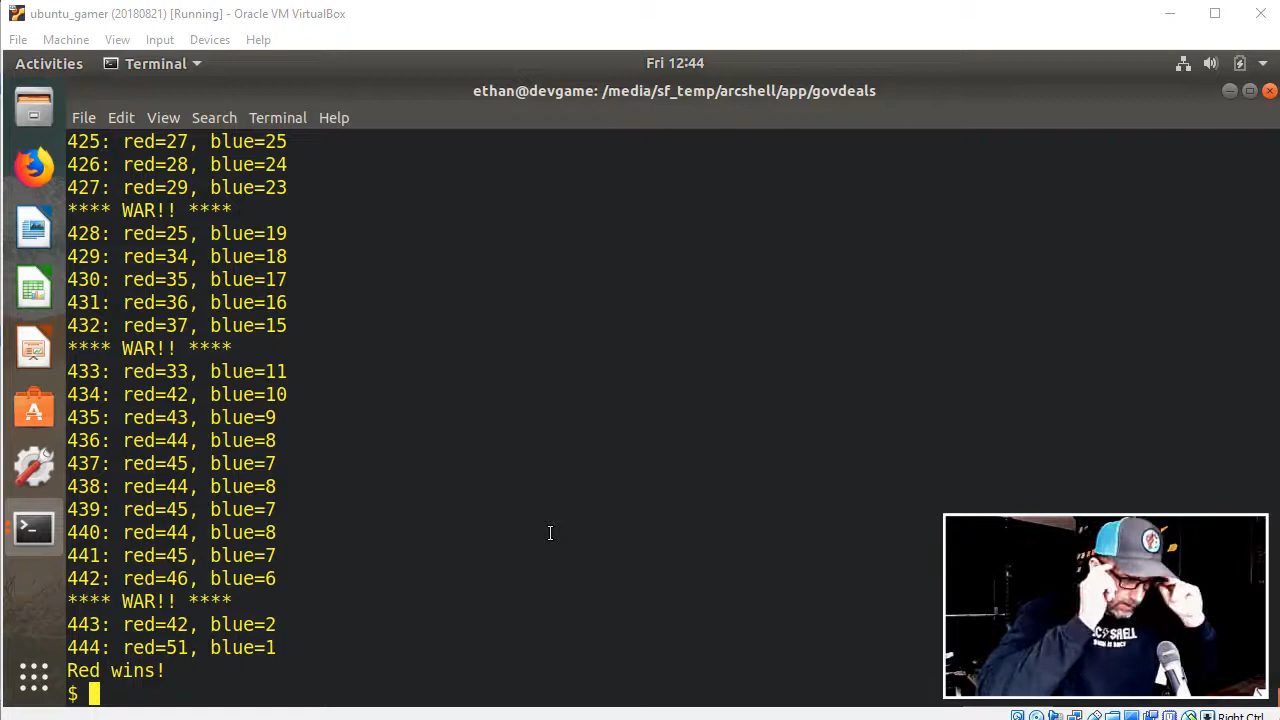 ubuntu_gamer (20180821) [Running] - Oracle VM VirtualBox
File Machine View Input Devices Help
Activities Terminal Fri 12:44
ethan@devgame: /media/sf_temp/arcshell/app/govdeals
File Edit View Search Terminal Help
425: red=27, blue=25
426: red=28, blue=24
427: red=29, blue=23
**** WAR!! ****
428: red=25, blue=19
429: red=34, blue=18
430: red=35, blue=17
431: red=36, blue=16
432: red=37, blue=15
**** WAR!! ****
433: red=33, blue=11
434: red=42, blue=10
435: red=43, blue=9
436: red=44, blue=8
437: red=45, blue=7
438: red=44, blue=8
439: red=45, blue=7
440: red=44, blue=8
441: red=45, blue=7
442: red=46, blue=6
**** WAR!! ****
443: red=42, blue=2
444: red=51, blue=1
Red wins!
$
Right Ctrl